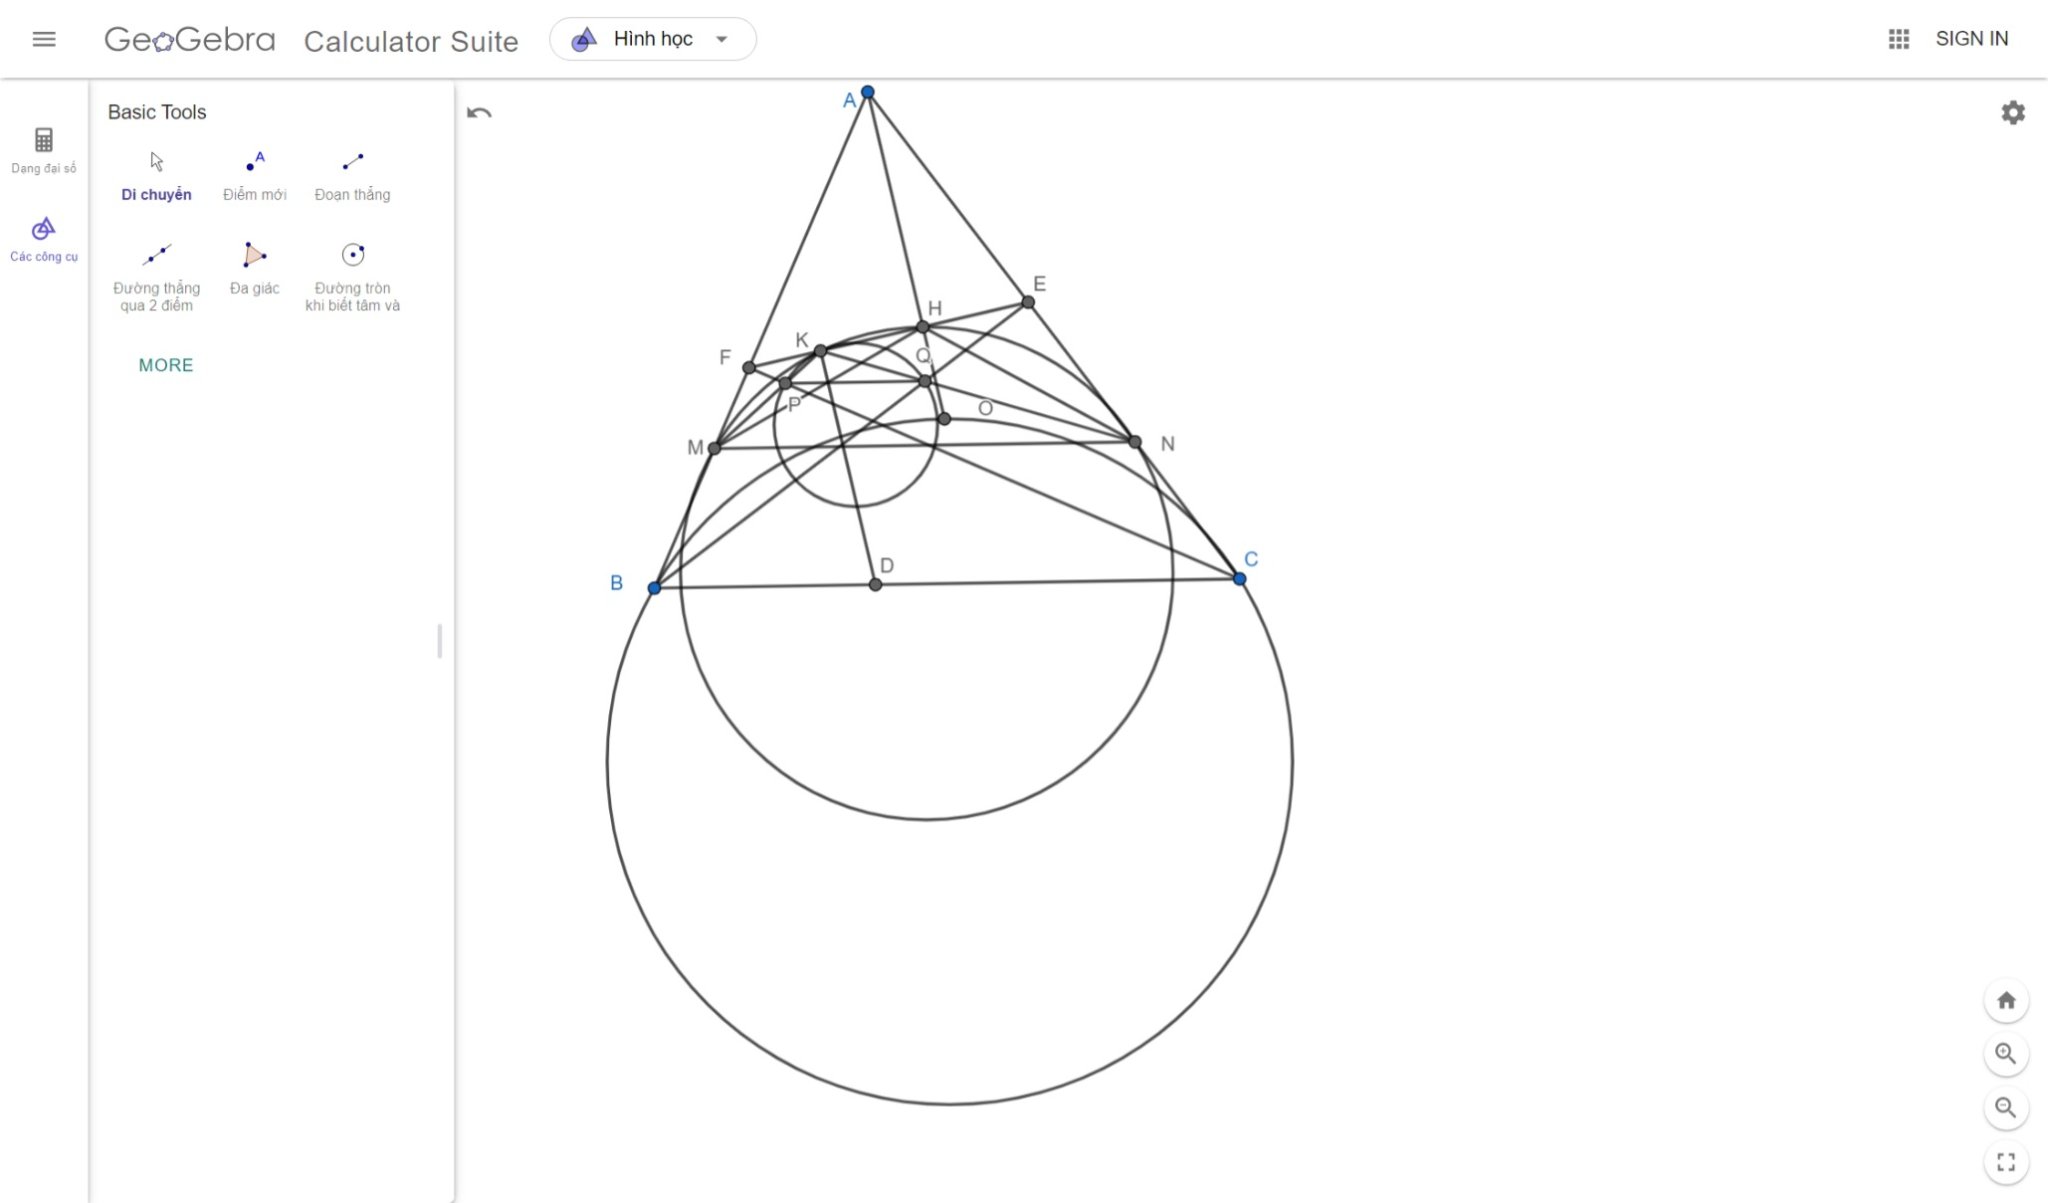 GeoGebra Calculator Suite Hình học SIGN IN
Dạng đại số
Các công cụ
Basic Tools
Di chuyển Điểm mới Đoạn thẳng
A
Đường thẳng qua 2 điểm
Đa giác
Đường tròn khi biết tâm và
MORE
A
E
H
K
F
Q
P
O
M
N
D
B
C